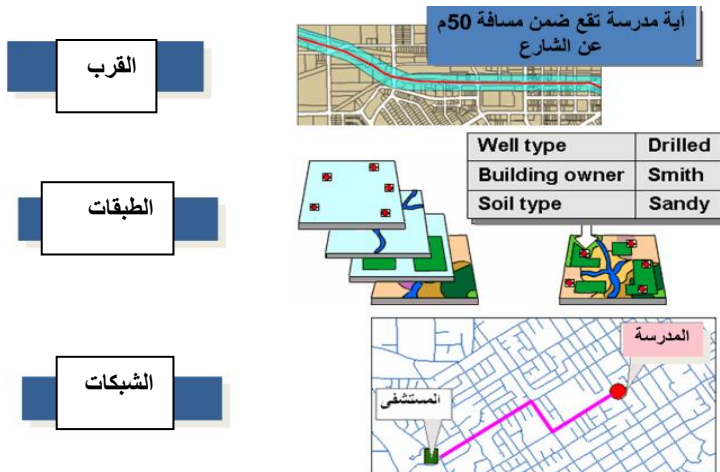 القرب
أية مدرسة تقع ضمن مسافة 50م
عن الشارع
الطبقات
Well type Drilled
Building owner Smith
Soil type Sandy
الشبكات
المدرسة
المستشفى